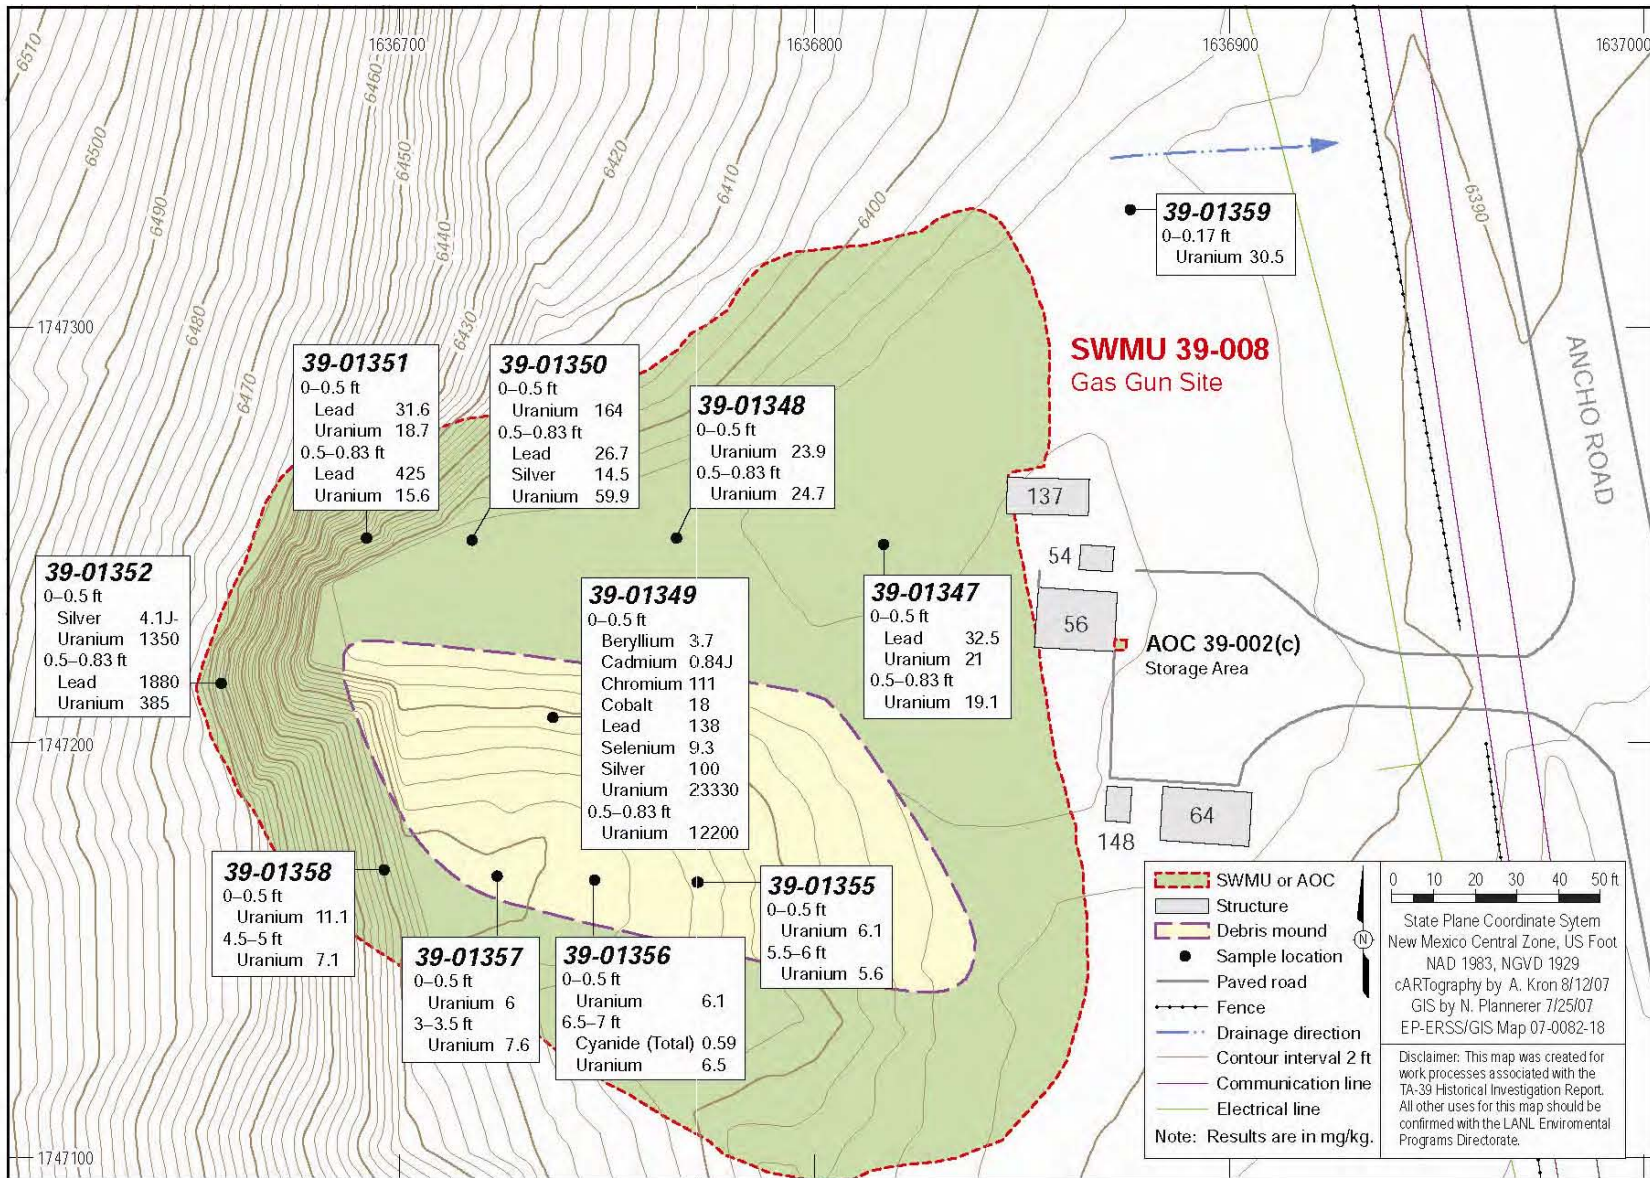 1636700
1636800
1636900
1637000
6510
6500
6490
6480
6470
6460
6450
6440
6430
6420
6410
6400
6390
1747300
1747200
1747100
39-01359
0–0.17 ft
Uranium 30.5
SWMU 39-008
Gas Gun Site
ANCHO ROAD
39-01351
0–0.5 ft
Lead 31.6
Uranium 18.7
0.5–0.83 ft
Lead 425
Uranium 15.6
39-01350
0–0.5 ft
Uranium 164
0.5–0.83 ft
Lead 26.7
Silver 14.5
Uranium 59.9
39-01348
0–0.5 ft
Uranium 23.9
0.5–0.83 ft
Uranium 24.7
137
54
56
AOC 39-002(c)
Storage Area
148
64
39-01352
0–0.5 ft
Silver 4.1J-
Uranium 1350
0.5–0.83 ft
Lead 1880
Uranium 385
39-01349
0–0.5 ft
Beryllium 3.7
Cadmium 0.84J
Chromium 111
Cobalt 18
Lead 138
Selenium 9.3
Silver 100
Uranium 23330
0.5–0.83 ft
Uranium 12200
39-01347
0–0.5 ft
Lead 32.5
Uranium 21
0.5–0.83 ft
Uranium 19.1
39-01358
0–0.5 ft
Uranium 11.1
4.5–5 ft
Uranium 7.1
39-01357
0–0.5 ft
Uranium 6
3–3.5 ft
Uranium 7.6
39-01356
0–0.5 ft
Uranium 6.1
6.5–7 ft
Cyanide (Total) 0.59
Uranium 6.5
39-01355
0–0.5 ft
Uranium 6.1
5.5–6 ft
Uranium 5.6
SWMU or AOC
Structure
Debris mound
Sample location
Paved road
Fence
Drainage direction
Contour interval 2 ft
Communication line
Electrical line
Note: Results are in mg/kg.
N
0 10 20 30 40 50 ft
State Plane Coordinate Sytem
New Mexico Central Zone, US Foot
NAD 1983, NGVD 1929
cARTography by A. Kron 8/12/07
GIS by N. Plannerer 7/25/07
EP-ERSS/GIS Map 07-0082-18
Disclaimer: This map was created for
work processes associated with the
TA-39 Historical Investigation Report.
All other uses for this map should be
confirmed with the LANL Enviromental
Programs Directorate.